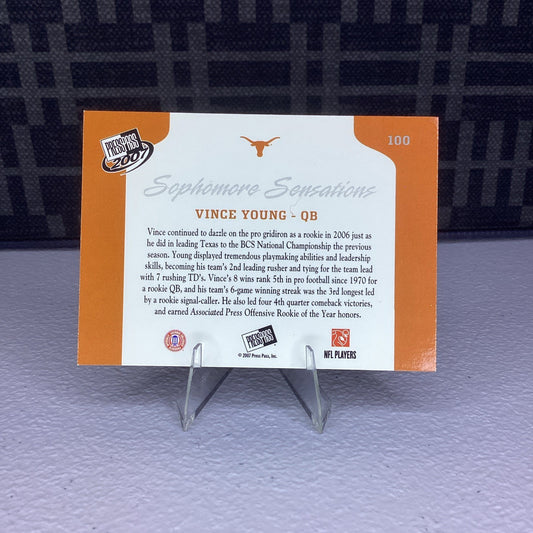 PRESS PASS
2007
100
Sophomore Sensations
VINCE YOUNG - QB
Vince continued to dazzle on the pro gridiron as a rookie in 2006 just as
he did in leading Texas to the BCS National Championship the previous
season. Young displayed tremendous playmaking abilities and leadership
skills, becoming his team's 2nd leading rusher and tying for the team lead
with 7 rushing TD's. Vince's 8 wins rank 5th in pro football since 1970 for
a rookie QB, and his team's 6-game winning streak was the 3rd longest led
by a rookie signal-caller. He also led four 4th quarter comeback victories,
and earned Associated Press Offensive Rookie of the Year honors.
PRESS PASS
© 2007 Press Pass, Inc.
NFL PLAYERS